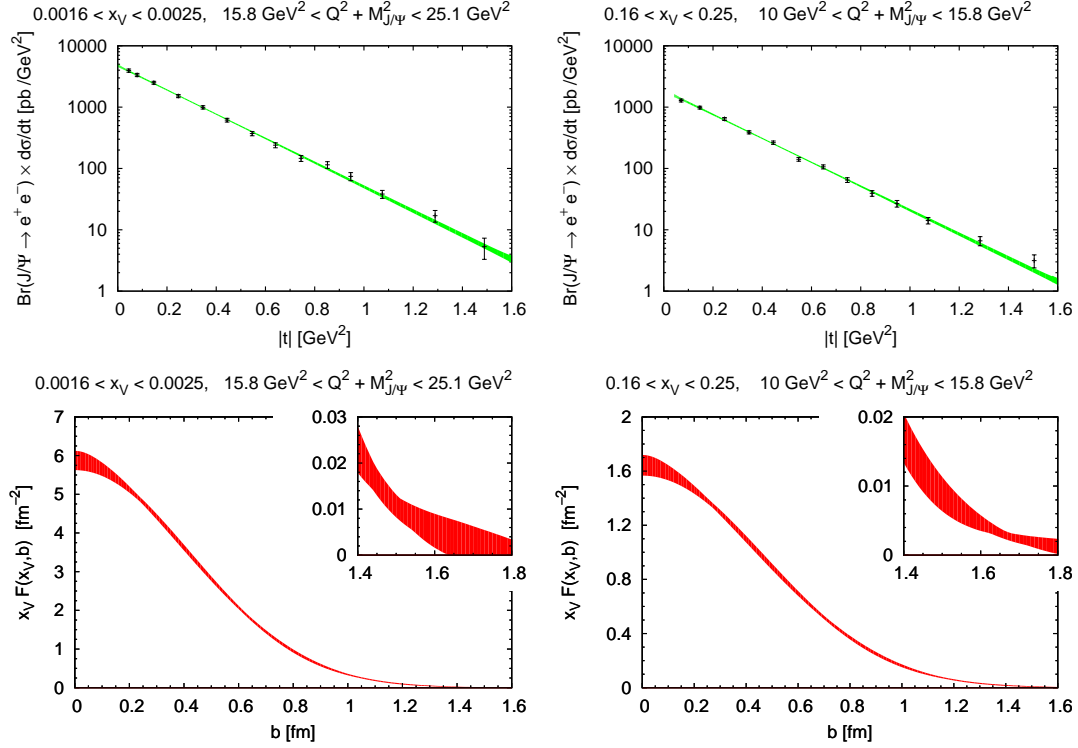 0.0016 < x_V < 0.0025,   15.8 GeV² < Q² + M²_J/Ψ < 25.1 GeV²
Br(J/Ψ → e⁺ e⁻) × dσ/dt [pb /GeV²]
10000
1000
100
10
1
0 0.2 0.4 0.6 0.8 1 1.2 1.4 1.6
|t| [GeV²]
0.16 < x_V < 0.25,   10 GeV² < Q² + M²_J/Ψ < 15.8 GeV²
Br(J/Ψ → e⁺ e⁻) × dσ/dt [pb /GeV²]
10000
1000
100
10
1
0 0.2 0.4 0.6 0.8 1 1.2 1.4 1.6
|t| [GeV²]
0.0016 < x_V < 0.0025,   15.8 GeV² < Q² + M²_J/Ψ < 25.1 GeV²
x_V F(x_V,b) [fm⁻²]
7
6
5
4
3
2
1
0
0 0.2 0.4 0.6 0.8 1 1.2 1.4 1.6
b [fm]
0.03
0.02
0.01
0
1.4 1.6 1.8
0.16 < x_V < 0.25,   10 GeV² < Q² + M²_J/Ψ < 15.8 GeV²
x_V F(x_V,b) [fm⁻²]
2
1.6
1.2
0.8
0.4
0
0 0.2 0.4 0.6 0.8 1 1.2 1.4 1.6
b [fm]
0.02
0.016
0.012
0.008
0.004
0
1.4 1.6 1.8